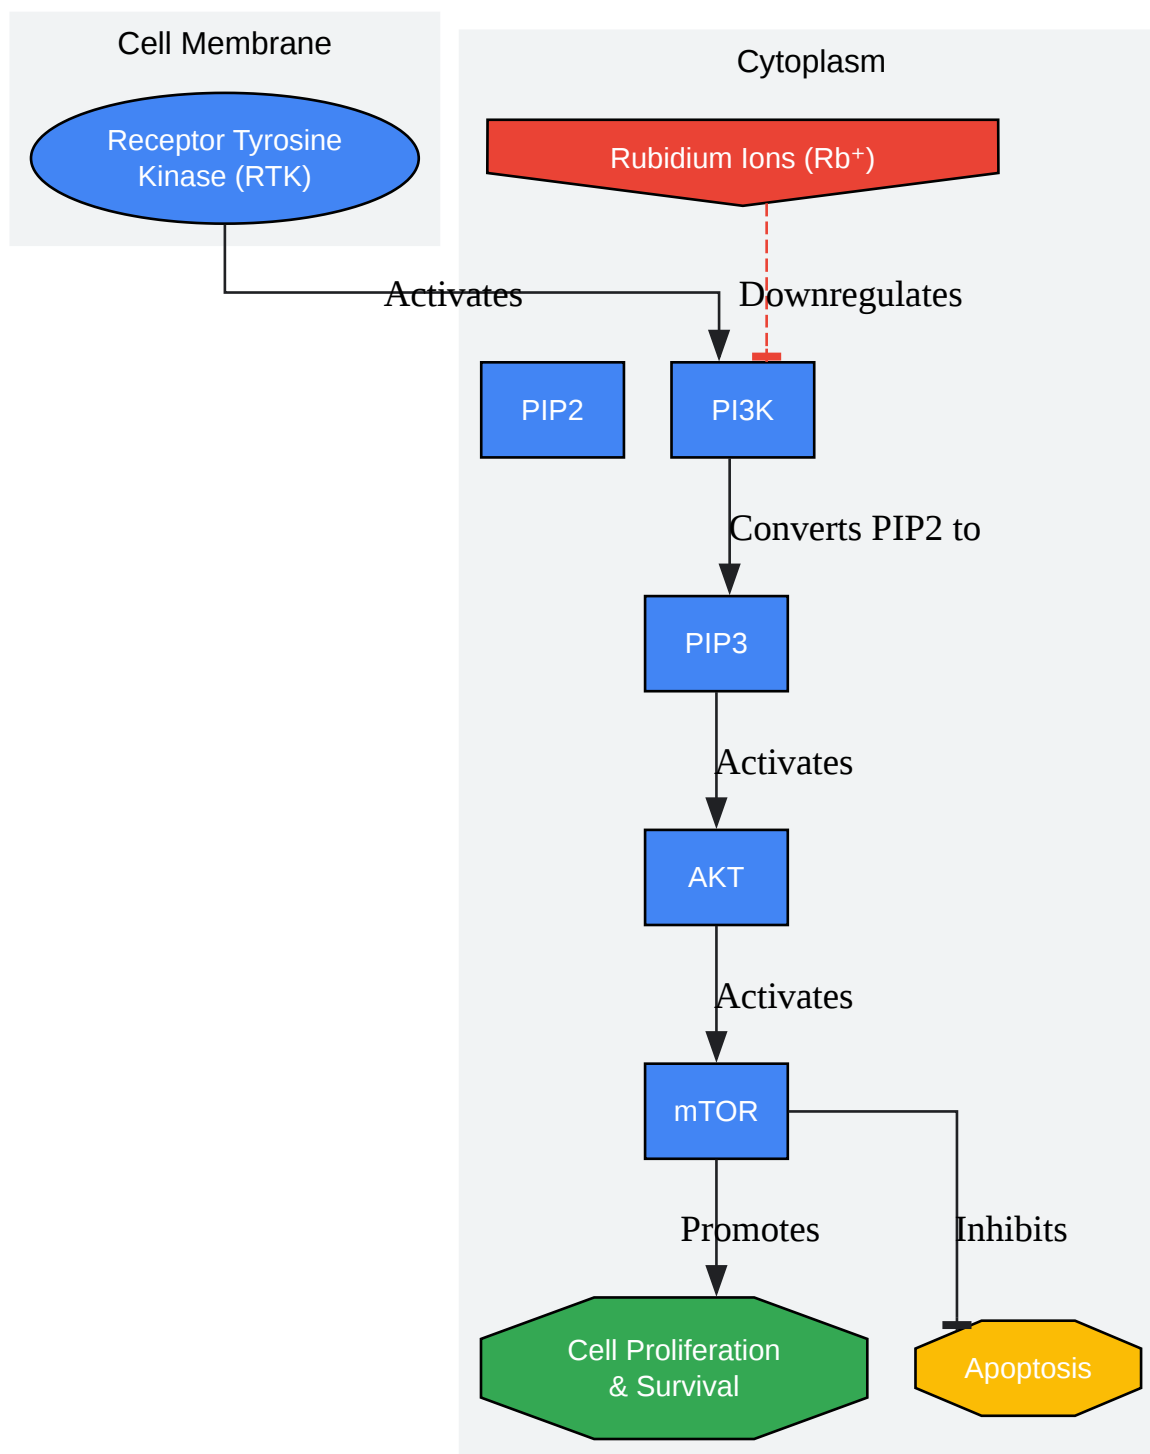 Cell Membrane
Receptor Tyrosine
Kinase (RTK)
Cytoplasm
Rubidium Ions (Rb⁺)
Activates
Downregulates
PIP2
PI3K
Converts PIP2 to
PIP3
Activates
AKT
Activates
mTOR
Promotes
Inhibits
Cell Proliferation
& Survival
Apoptosis